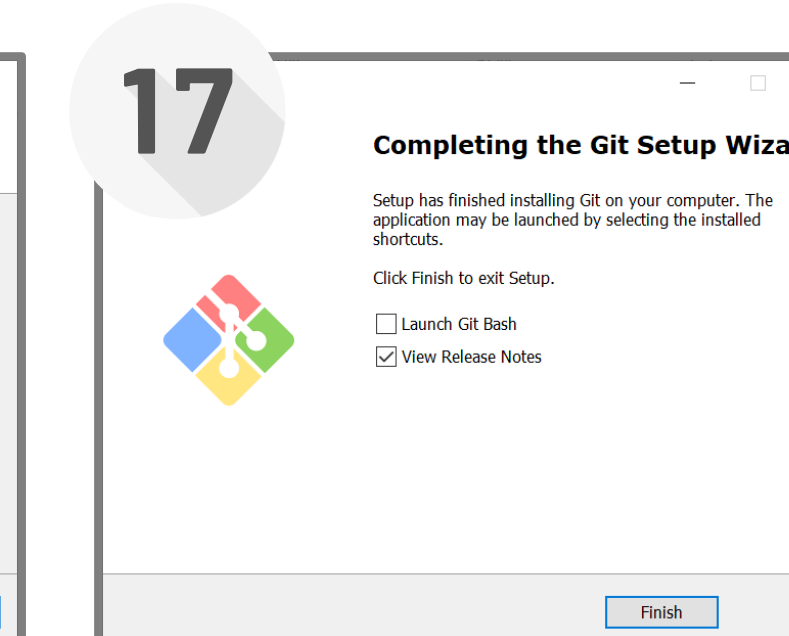 17
Completing the Git Setup Wiza
Setup has finished installing Git on your computer. The
application may be launched by selecting the installed
shortcuts.
Click Finish to exit Setup.
Launch Git Bash
View Release Notes
Finish